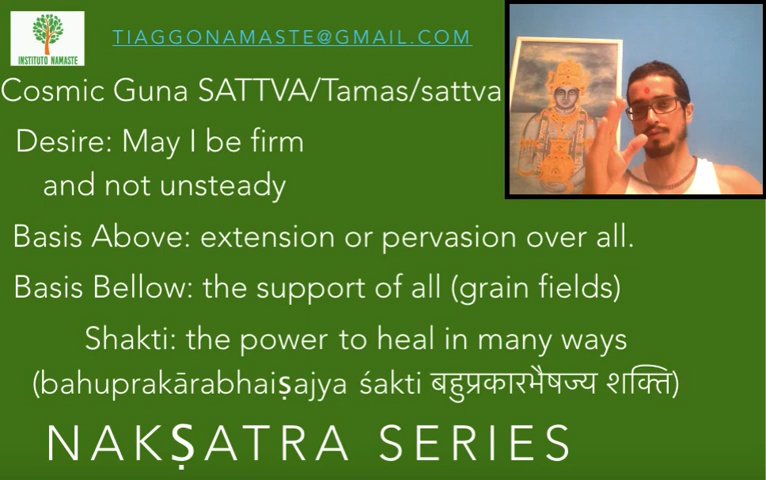 INSTITUTO NAMASTE
TIAGGONAMASTE@GMAIL.COM
Cosmic Guna SATTVA/Tamas/sattva
Desire: May I be firm
and not unsteady
Basis Above: extension or pervasion over all.
Basis Bellow: the support of all (grain fields)
Shakti: the power to heal in many ways
(bahuprakārabhaiṣajya śakti बहुप्रकारभैषज्य शक्ति)
NAKṢATRA SERIES